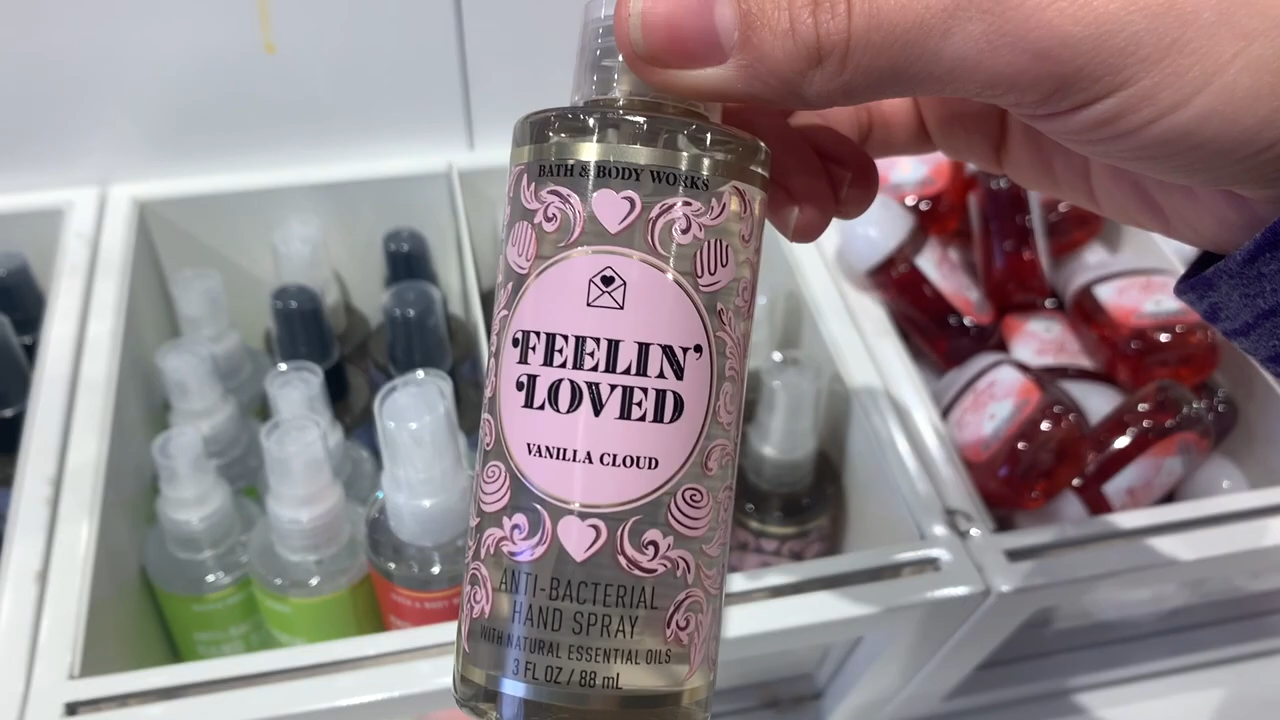 BATH & BODY WORKS
FEELIN'
LOVED
VANILLA CLOUD
ANTI-BACTERIAL
HAND SPRAY
WITH NATURAL ESSENTIAL OILS
3 FL OZ / 88 mL